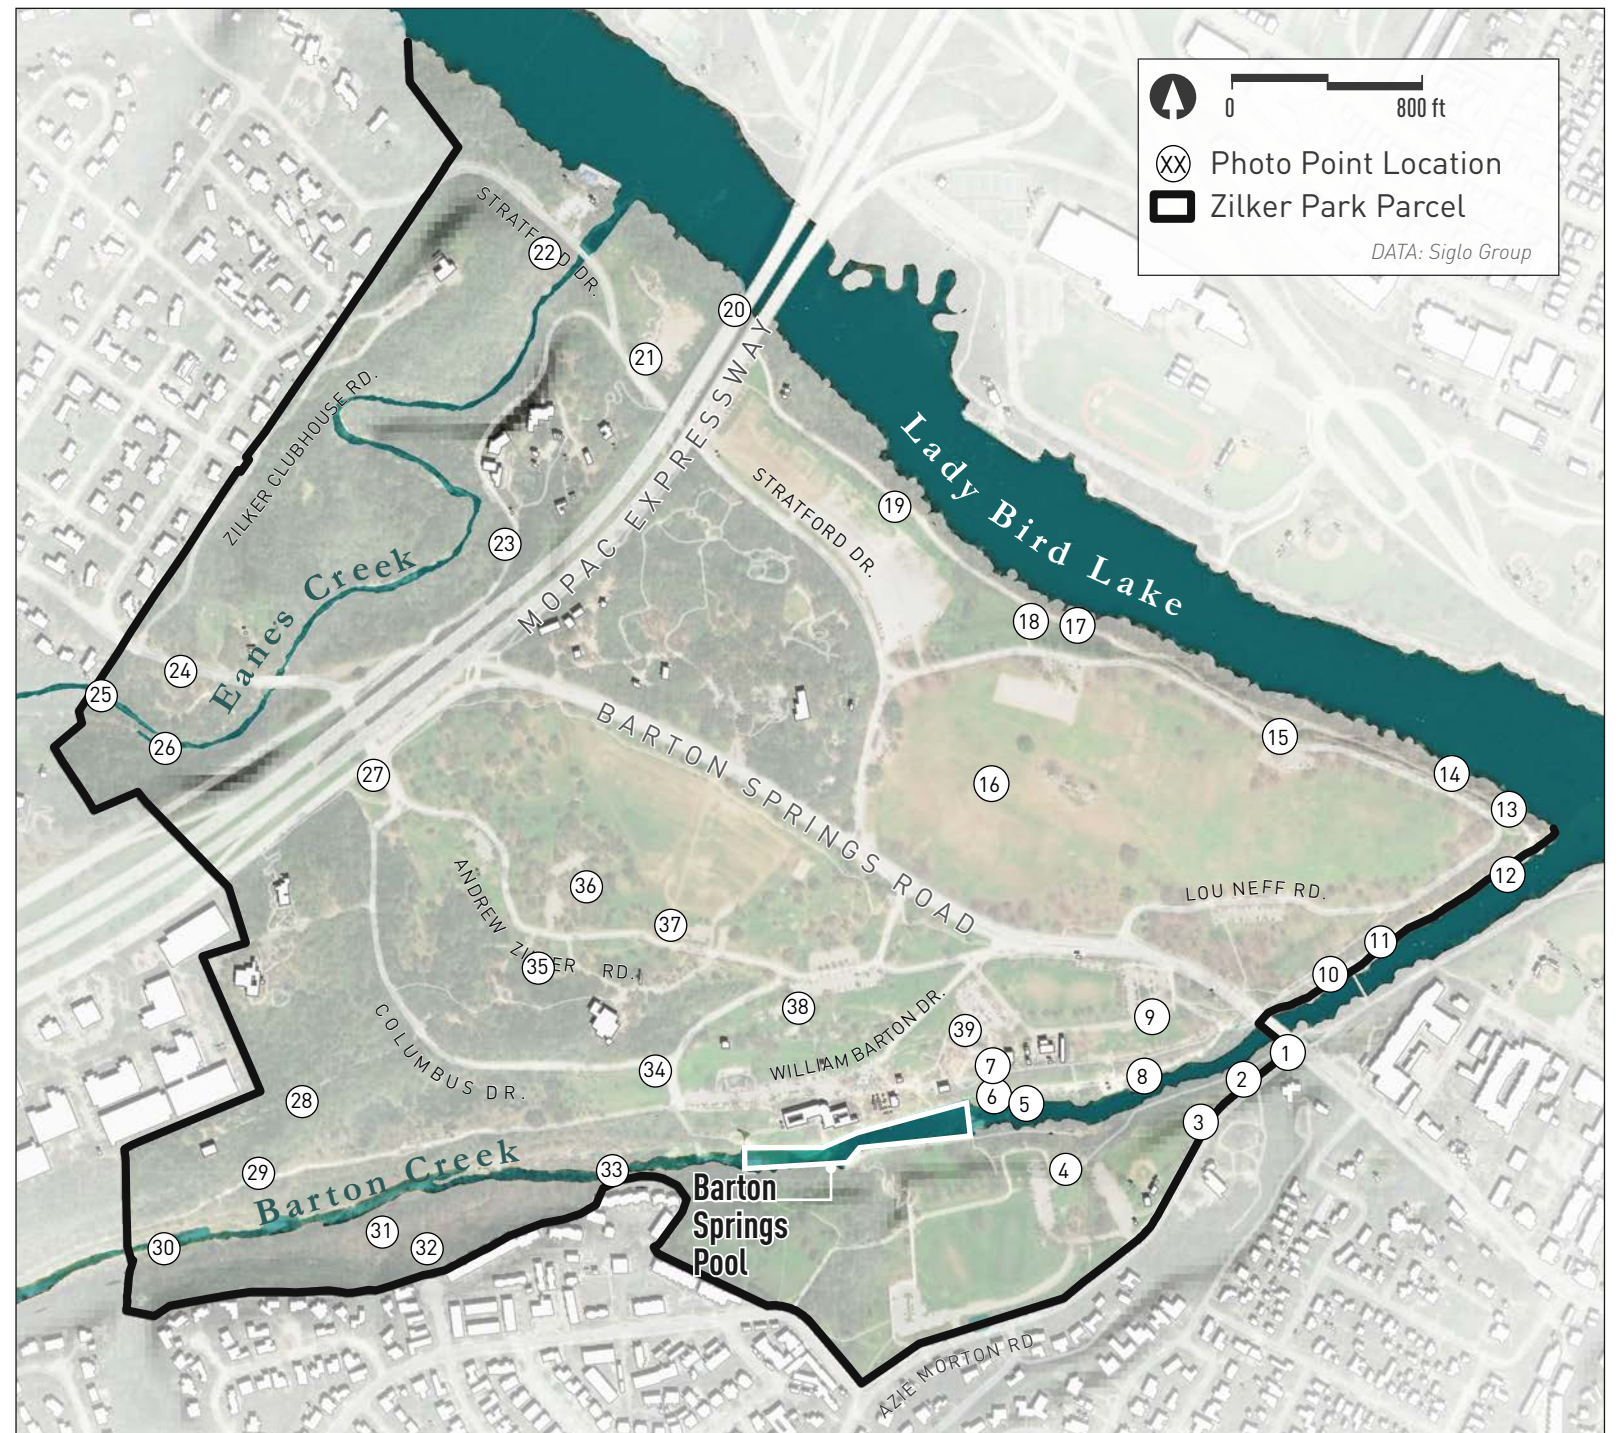 0 800 ft
XX Photo Point Location
Zilker Park Parcel
DATA: Siglo Group
STRATFORD DR.
22
20
21
ZILKER CLUBHOUSE RD.
MOPAC EXPRESSWAY
Lady Bird Lake
STRATFORD DR.
19
23
Eanes Creek
18
17
24
25
26
BARTON SPRINGS ROAD
15
27
16
14
13
12
LOU NEFF RD.
36
ANDREW ZILKER RD.
37
35
11
10
38
WILLIAM BARTON DR.
39
9
COLUMBUS DR.
34
7
6
5
8
1
2
3
28
29
Barton Creek
33
4
Barton
Springs
Pool
30
31
32
AZIE MORTON RD